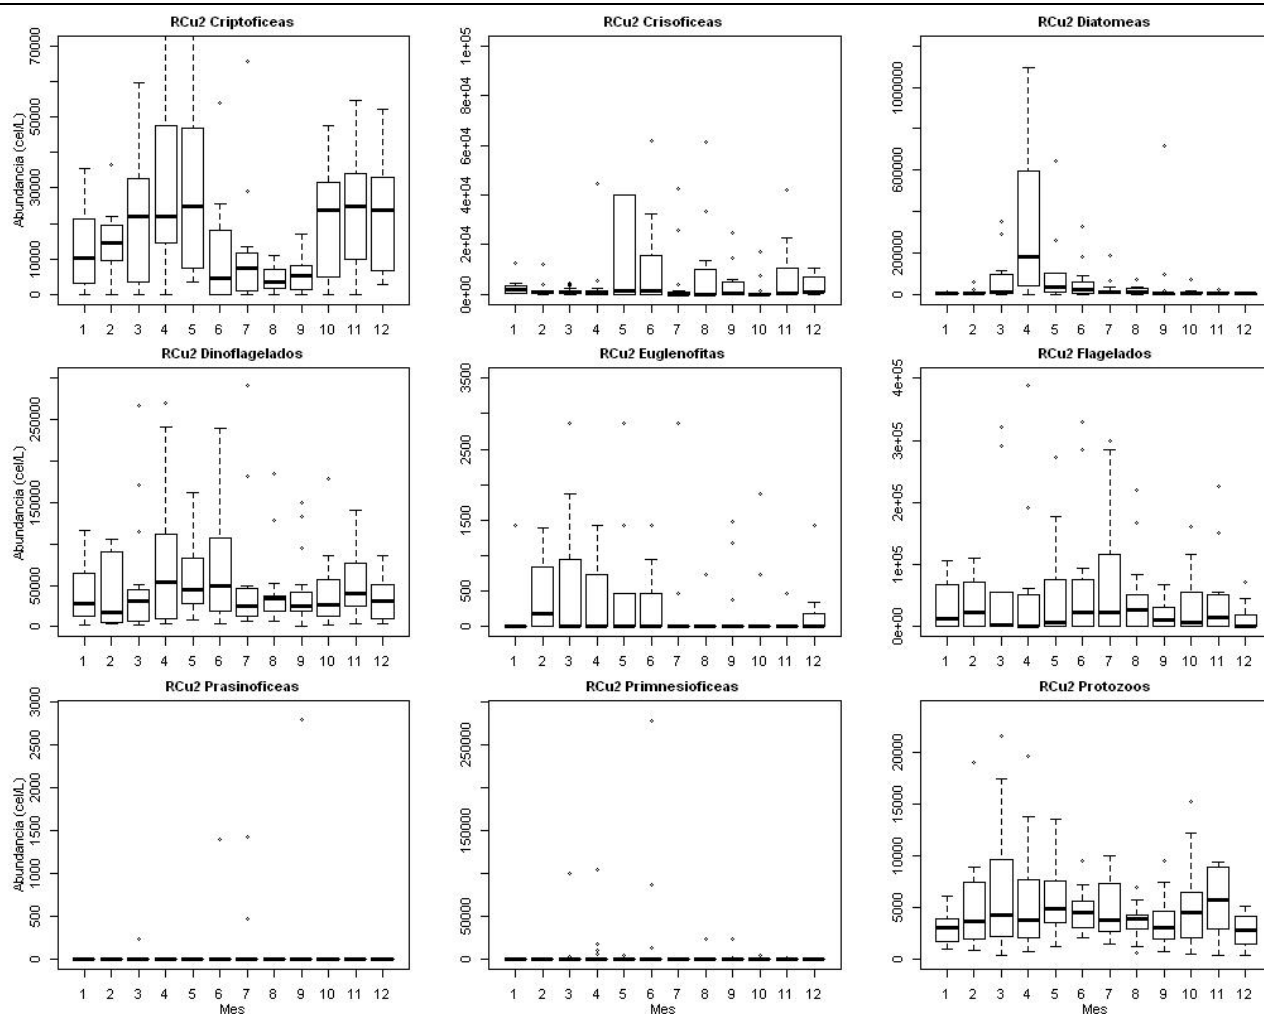 RCu2 Criptoficeas
Abundancia (cel/L)
70000
50000
30000
10000
0
1 2 3 4 5 6 7 8 9 10 11 12
RCu2 Crisoficeas
1e+05
8e+04
6e+04
4e+04
2e+04
0e+00
1 2 3 4 5 6 7 8 9 10 11 12
RCu2 Diatomeas
1000000
600000
200000
0
1 2 3 4 5 6 7 8 9 10 11 12
RCu2 Dinoflagelados
Abundancia (cel/L)
250000
150000
50000
0
1 2 3 4 5 6 7 8 9 10 11 12
RCu2 Euglenofitas
3500
2500
1500
500
0
1 2 3 4 5 6 7 8 9 10 11 12
RCu2 Flagelados
4e+05
3e+05
2e+05
1e+05
0e+00
1 2 3 4 5 6 7 8 9 10 11 12
RCu2 Prasinoficeas
Abundancia (cel/L)
3000
2500
2000
1500
1000
500
0
1 2 3 4 5 6 7 8 9 10 11 12
Mes
RCu2 Primnesioficeas
250000
150000
50000
0
1 2 3 4 5 6 7 8 9 10 11 12
Mes
RCu2 Protozoos
20000
15000
10000
5000
0
1 2 3 4 5 6 7 8 9 10 11 12
Mes